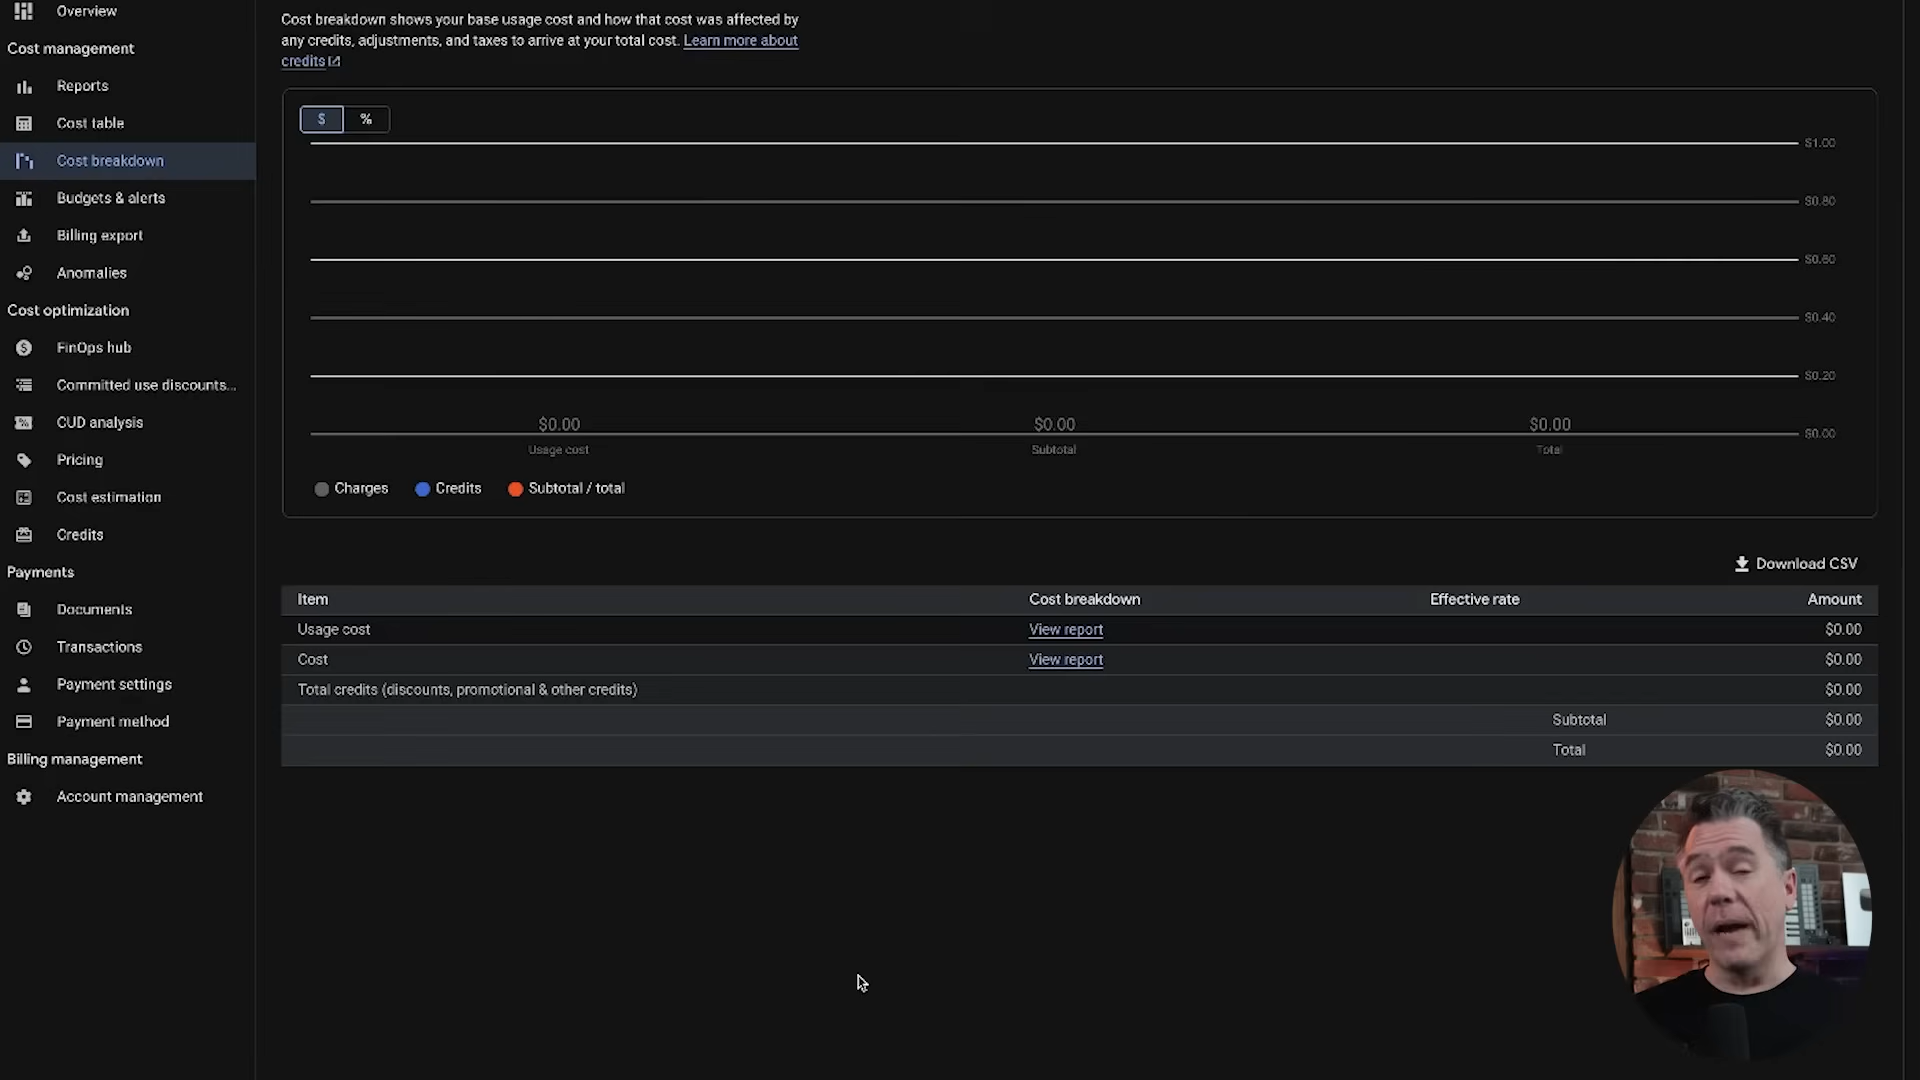 Overview
Cost management
Reports
Cost table
Cost breakdown
Budgets & alerts
Billing export
Anomalies
Cost optimization
FinOps hub
Committed use discounts...
CUD analysis
Pricing
Cost estimation
Credits
Payments
Documents
Transactions
Payment settings
Payment method
Billing management
Account management
Cost breakdown shows your base usage cost and how that cost was affected by
any credits, adjustments, and taxes to arrive at your total cost. Learn more about
credits
$ %
$1.00
$0.80
$0.60
$0.40
$0.20
$0.00 $0.00 $0.00
$0.00
Usage cost Subtotal Total
Charges Credits Subtotal / total
Download CSV
Item Cost breakdown Effective rate Amount
Usage cost View report $0.00
Cost View report $0.00
Total credits (discounts, promotional & other credits) $0.00
Subtotal $0.00
Total $0.00